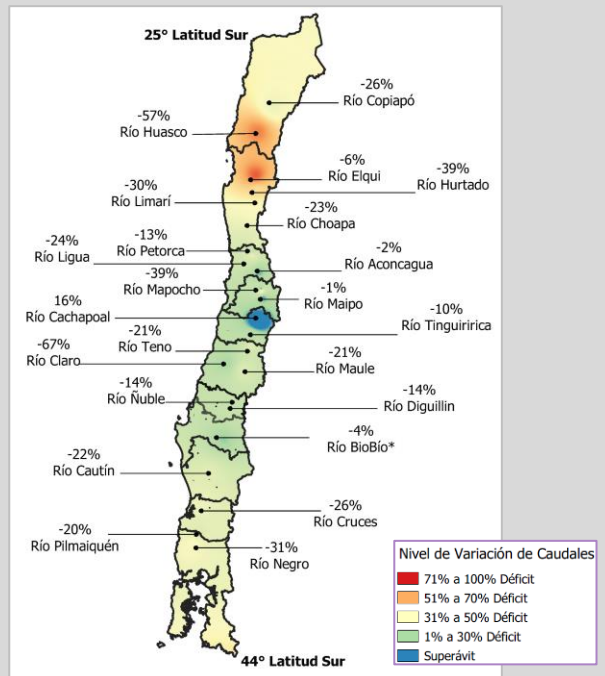 25° Latitud Sur
-26%
Río Copiapó
-57%
Río Huasco
-6%
Río Elqui
-39%
Río Hurtado
-30%
Río Limarí
-23%
Río Choapa
-13%
Río Petorca
-24%
Río Ligua
-2%
Río Aconcagua
-39%
Río Mapocho
-1%
Río Maipo
16%
Río Cachapoal
-10%
Río Tinguiririca
-21%
Río Teno
-67%
Río Claro
-21%
Río Maule
-14%
Río Ñuble
-14%
Río Diguillin
-4%
Río BioBío*
-22%
Río Cautín
-26%
Río Cruces
-20%
Río Pilmaiquén
-31%
Río Negro
44° Latitud Sur
Nivel de Variación de Caudales
71% a 100% Déficit
51% a 70% Déficit
31% a 50% Déficit
1% a 30% Déficit
Superávit